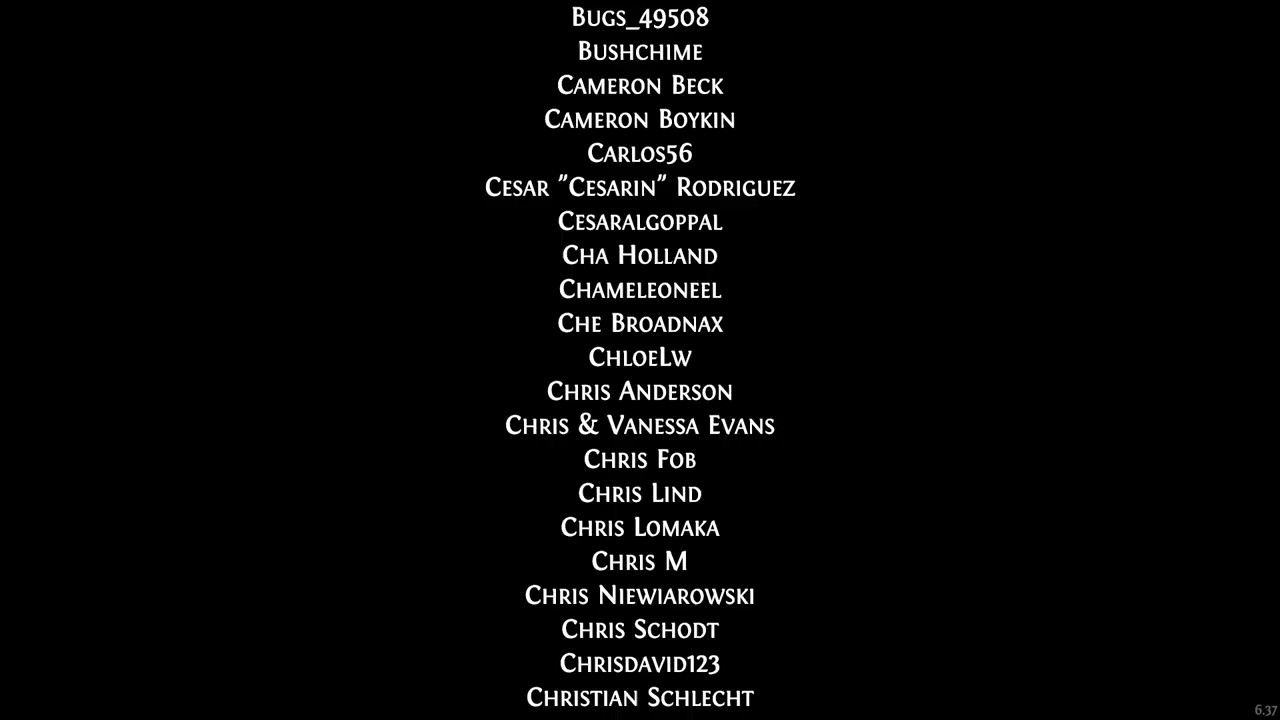 Bugs_49508
Bushchime
Cameron Beck
Cameron Boykin
Carlos56
Cesar "Cesarin" Rodriguez
Cesaralgoppal
Cha Holland
Chameleoneel
Che Broadnax
ChloeLw
Chris Anderson
Chris & Vanessa Evans
Chris Fob
Chris Lind
Chris Lomaka
Chris M
Chris Niewiarowski
Chris Schodt
Chrisdavid123
Christian Schlecht
6.37